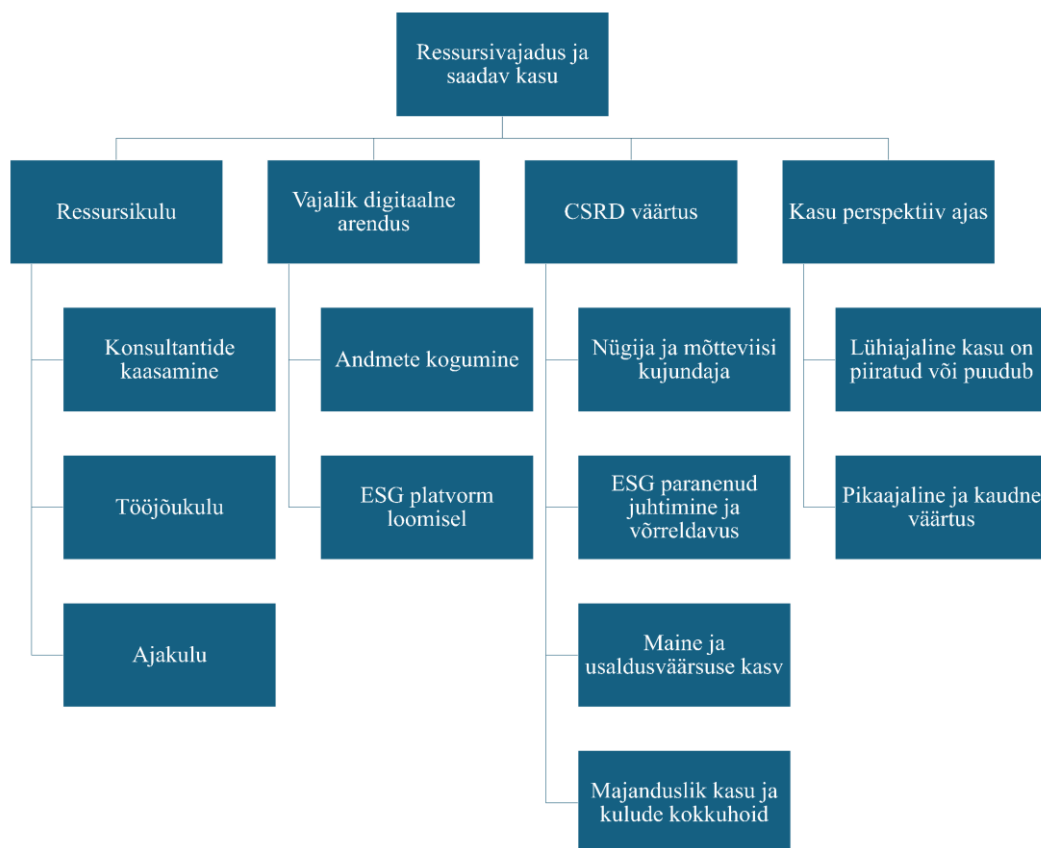 Ressursivajadus ja
saadav kasu
Ressursikulu
Vajalik digitaalne
arendus
CSRD väärtus
Kasu perspektiiv ajas
Konsultantide
kaasamine
Andmete kogumine
Nügija ja mõtteviisi
kujundaja
Lühiajaline kasu on
piiratud või puudub
Tööjõukulu
ESG platvorm
loomisel
ESG paranenud
juhtimine ja
võrreldavus
Pikaajaline ja kaudne
väärtus
Ajakulu
Maine ja
usaldusväärsuse kasv
Majanduslik kasu ja
kulude kokkuhoid